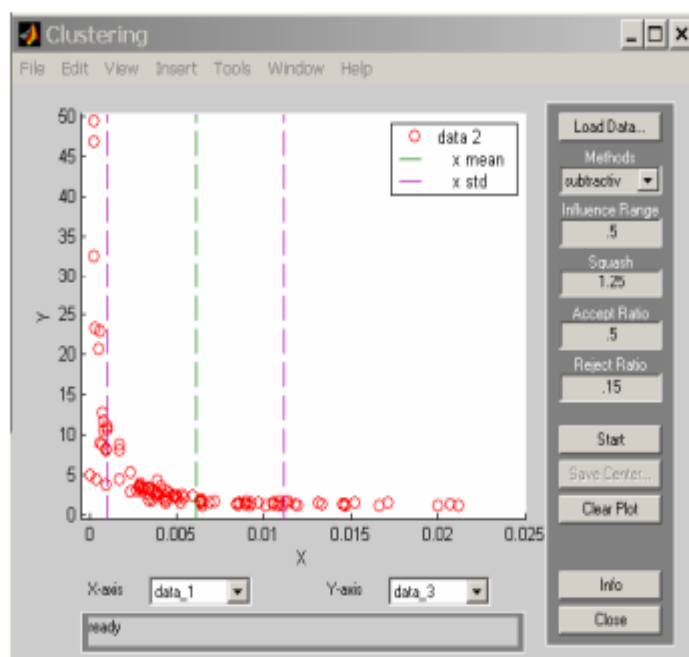 Clustering
File Edit View Insert Tools Window Help
50
45
40
35
30
25
20
15
10
5
0
Y
data 2
x mean
x std
0 0.005 0.01 0.015 0.02 0.025
X
X-axis data_1 Y-axis data_3
ready
Load Data...
Methods
subtractiv
Influence Range
.5
Squash
1.25
Accept Ratio
.5
Reject Ratio
.15
Start
Save Center...
Clear Plot
Info
Close